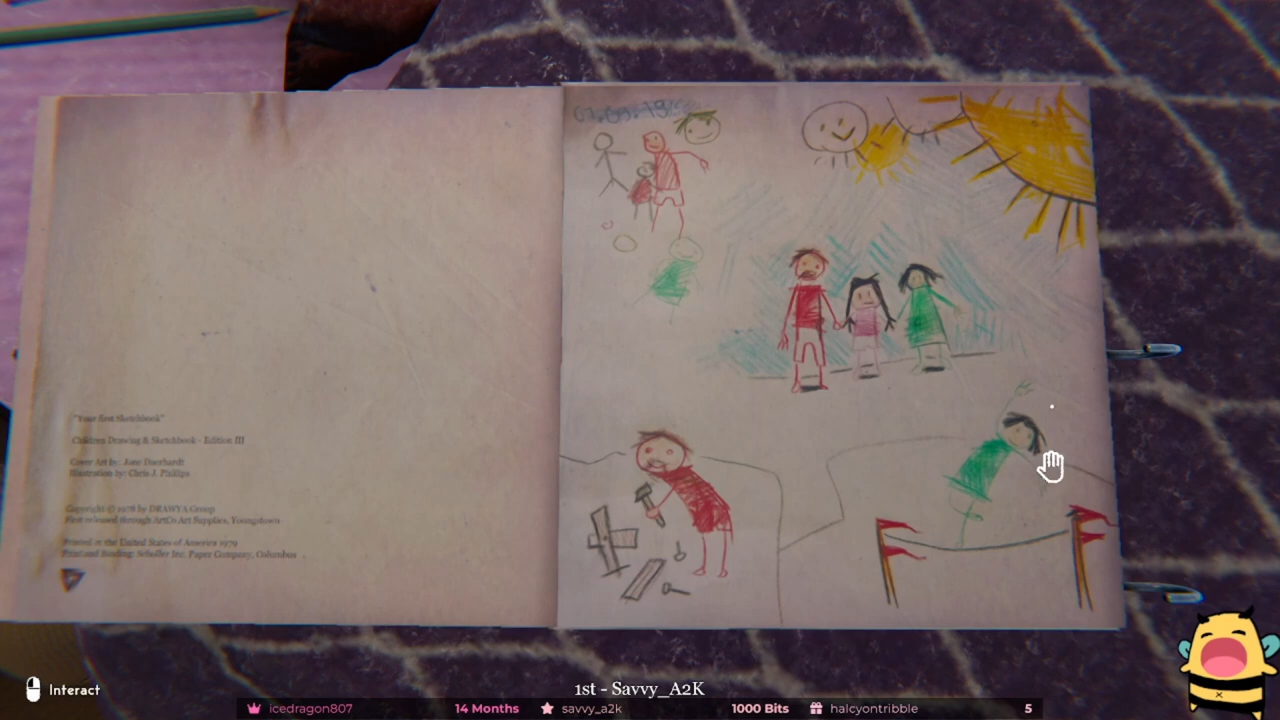 "Your first Sketchbook"
Children Drawing & Sketchbook - Edition III
Cover Art by: June Doerhardt
Illustration by: Chris J. Phillips
Copyright © 1978 by DRAWYA Group
First released through ArtCo Art Supplies, Youngstown
Printed in the United States of America 1979
Print and Binding: Schuffer Inc. Paper Company, Columbus
Interact
1st - Savvy_A2K
icedragon807 14 Months savvy_a2k 1000 Bits halcyontribble 5